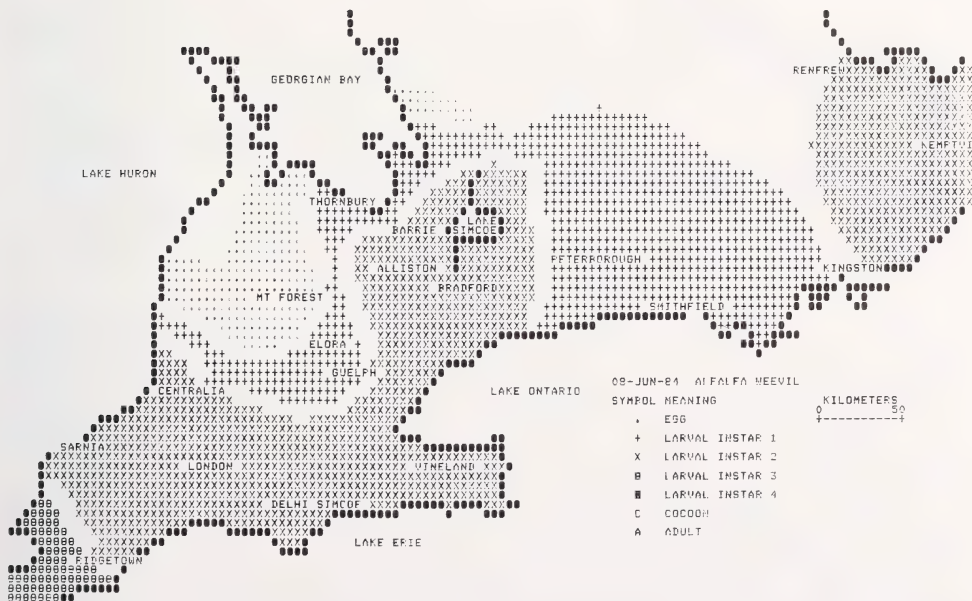 GEORGIAN BAY
RENFREW
KEMPTVI
LAKE HURON
THORNBURY
LAKE
BARRIE SIMCOE
ALLISTON
PETERBOROUGH
KINGSTON
BRADFORD
MT FOREST
SMITHFIELD
ELORA
GUELPH
CENTRALIA
LAKE ONTARIO
SARNIA
LONDON
VINELAND
DELHI SIMCOE
LAKE ERIE
RIDGETOWN
08-JUN-84 ALFALFA WEEVIL
SYMBOL MEANING
. EGG
+ LARVAL INSTAR 1
X LARVAL INSTAR 2
LARVAL INSTAR 3
LARVAL INSTAR 4
C COCOON
A ADULT
KILOMETERS
0 50